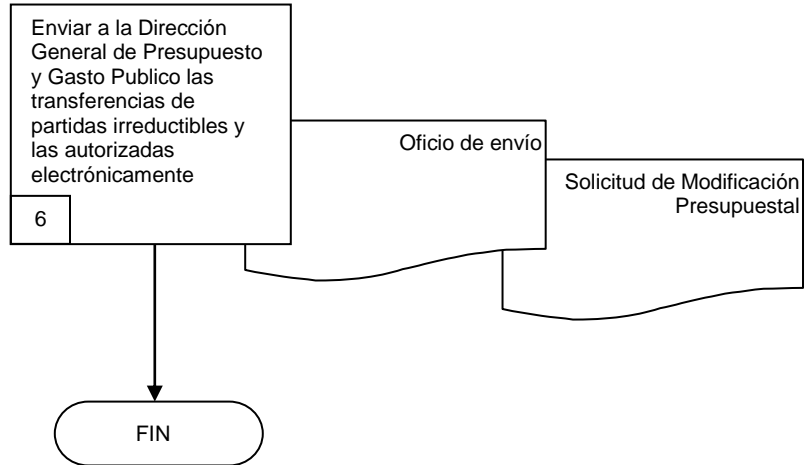 Enviar a la Dirección
General de Presupuesto
y Gasto Publico las
transferencias de
partidas irreductibles y
las autorizadas
electrónicamente
6
Oficio de envío
Solicitud de Modificación
Presupuestal
FIN